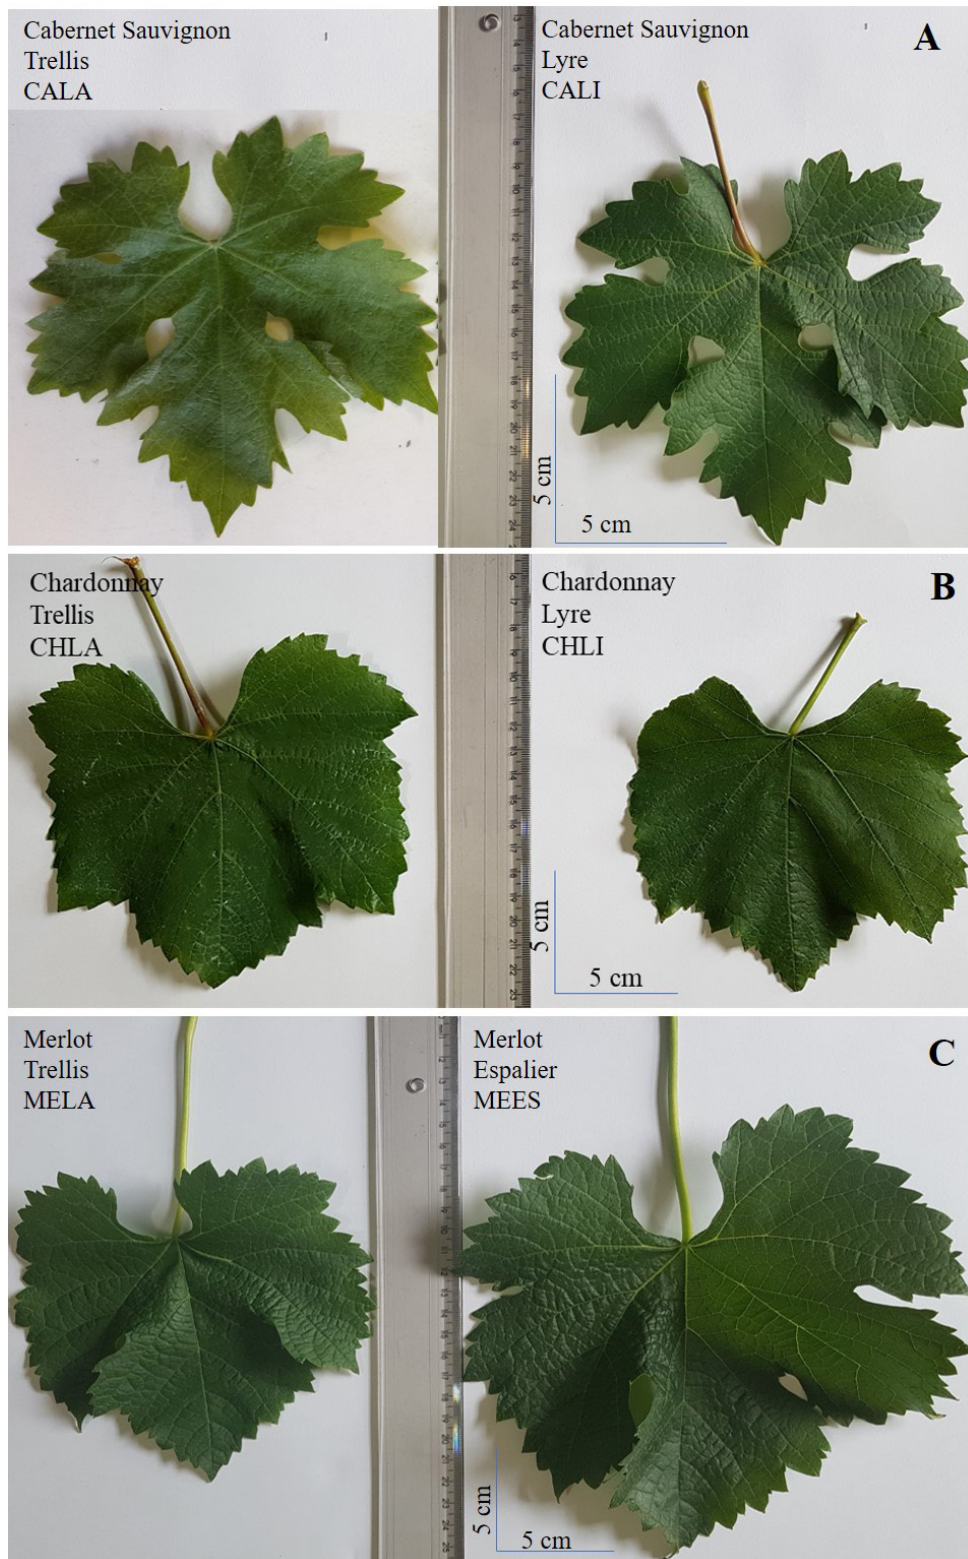 Cabernet Sauvignon
Trellis
CALA
Cabernet Sauvignon
Lyre
CALI
A
5 cm
5 cm
Chardonnay
Trellis
CHLA
Chardonnay
Lyre
CHLI
B
5 cm
5 cm
Merlot
Trellis
MELA
Merlot
Espalier
MEES
C
5 cm
5 cm